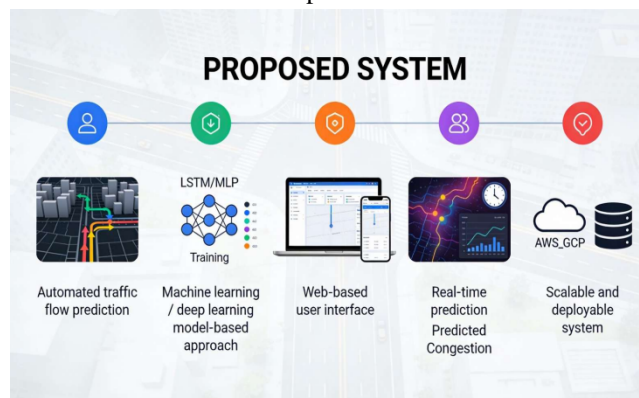 PROPOSED SYSTEM
LSTM/MLP
Training
AWS_GCP
Automated traffic
flow prediction
Machine learning
/ deep learning
model-based
approach
Web-based
user interface
Real-time
prediction
Predicted
Congestion
Scalable and
deployable
system